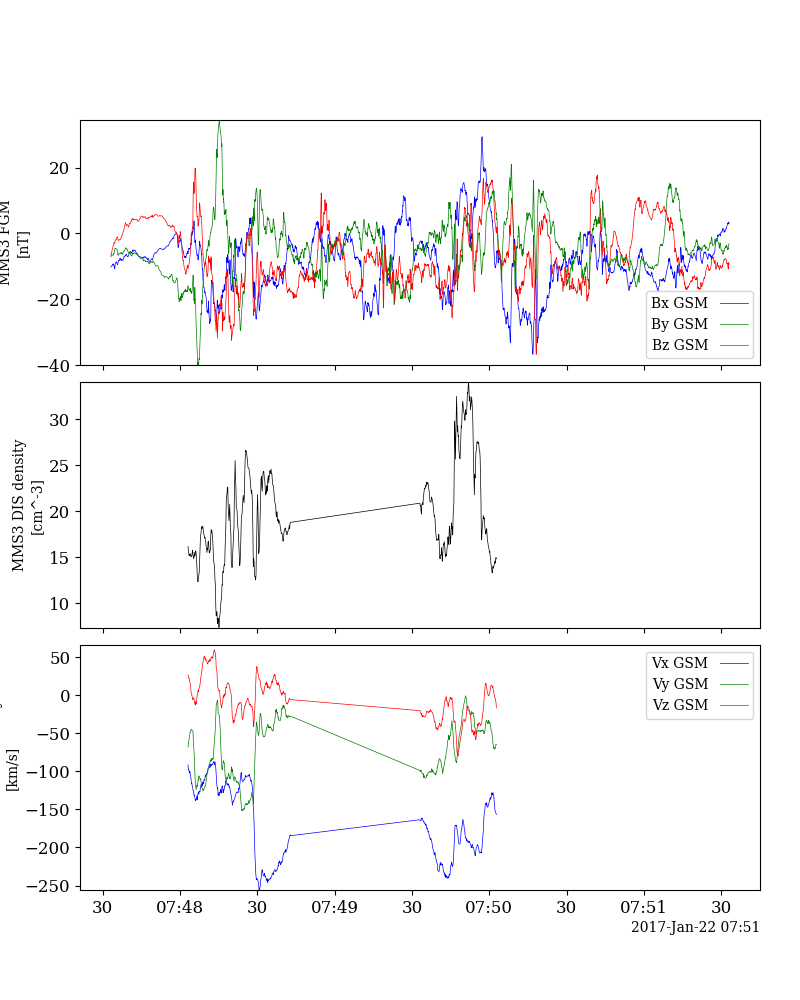 MMS3 FGM
[nT]
20
0
−20
−40
Bx GSM
By GSM
Bz GSM
MMS3 DIS density
[cm^-3]
30
25
20
15
10
[km/s]
50
0
−50
−100
−150
−200
−250
Vx GSM
Vy GSM
Vz GSM
30 07:48 30 07:49 30 07:50 30 07:51 30
2017-Jan-22 07:51